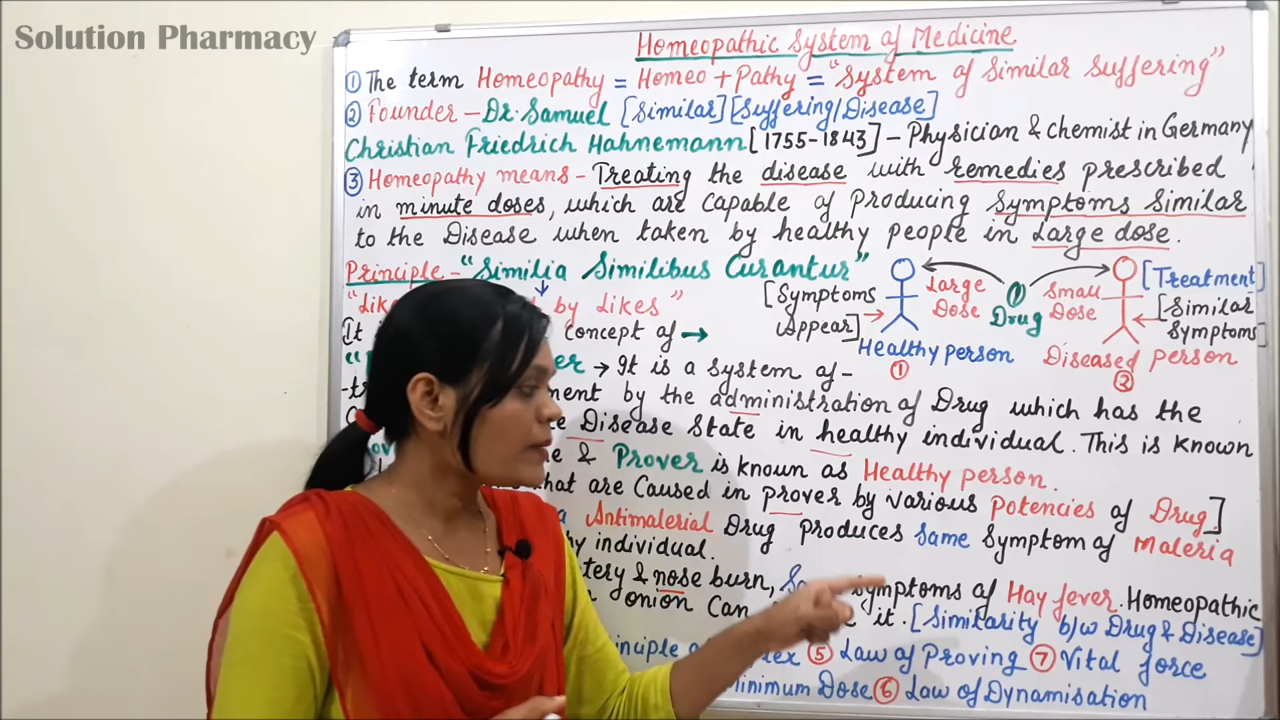 Solution Pharmacy
Homeopathic System of Medicine
① The term Homeopathy = Homeo + Pathy = "System of Similar Suffering"
② Founder - Dr. Samuel [Similar] [Suffering/Disease]
Christian Friedrich Hahnemann [1755-1843] - Physician & chemist in Germany
③ Homeopathy means - Treating the disease with remedies prescribed
in minute doses, which are capable of producing Symptoms Similar
to the Disease when taken by healthy people in Large dose.
Principle - "Similia Similibus Curantur"
by Likes"
concept of →
→ It is a system of-
by the administration of Drug which has the
Disease State in healthy individual. This is known
& Prover is known as Healthy person.
that are Caused in prover by various Potencies of Drug]
Antimalerial Drug produces same symptom of Maleria
individual.
& nose burn, symptoms of Hay fever. Homeopathic
onion Can it. [Similarity b/w Drug & Disease]
⑤ Law of Proving ⑦ Vital force
Minimum Dose ⑥ Law of Dynamisation
[Symptoms
Appear]
Large
Dose
① Drug
Small
Dose
[Treatment]
[Similar
Symptoms]
Healthy person
①
Diseased person
②